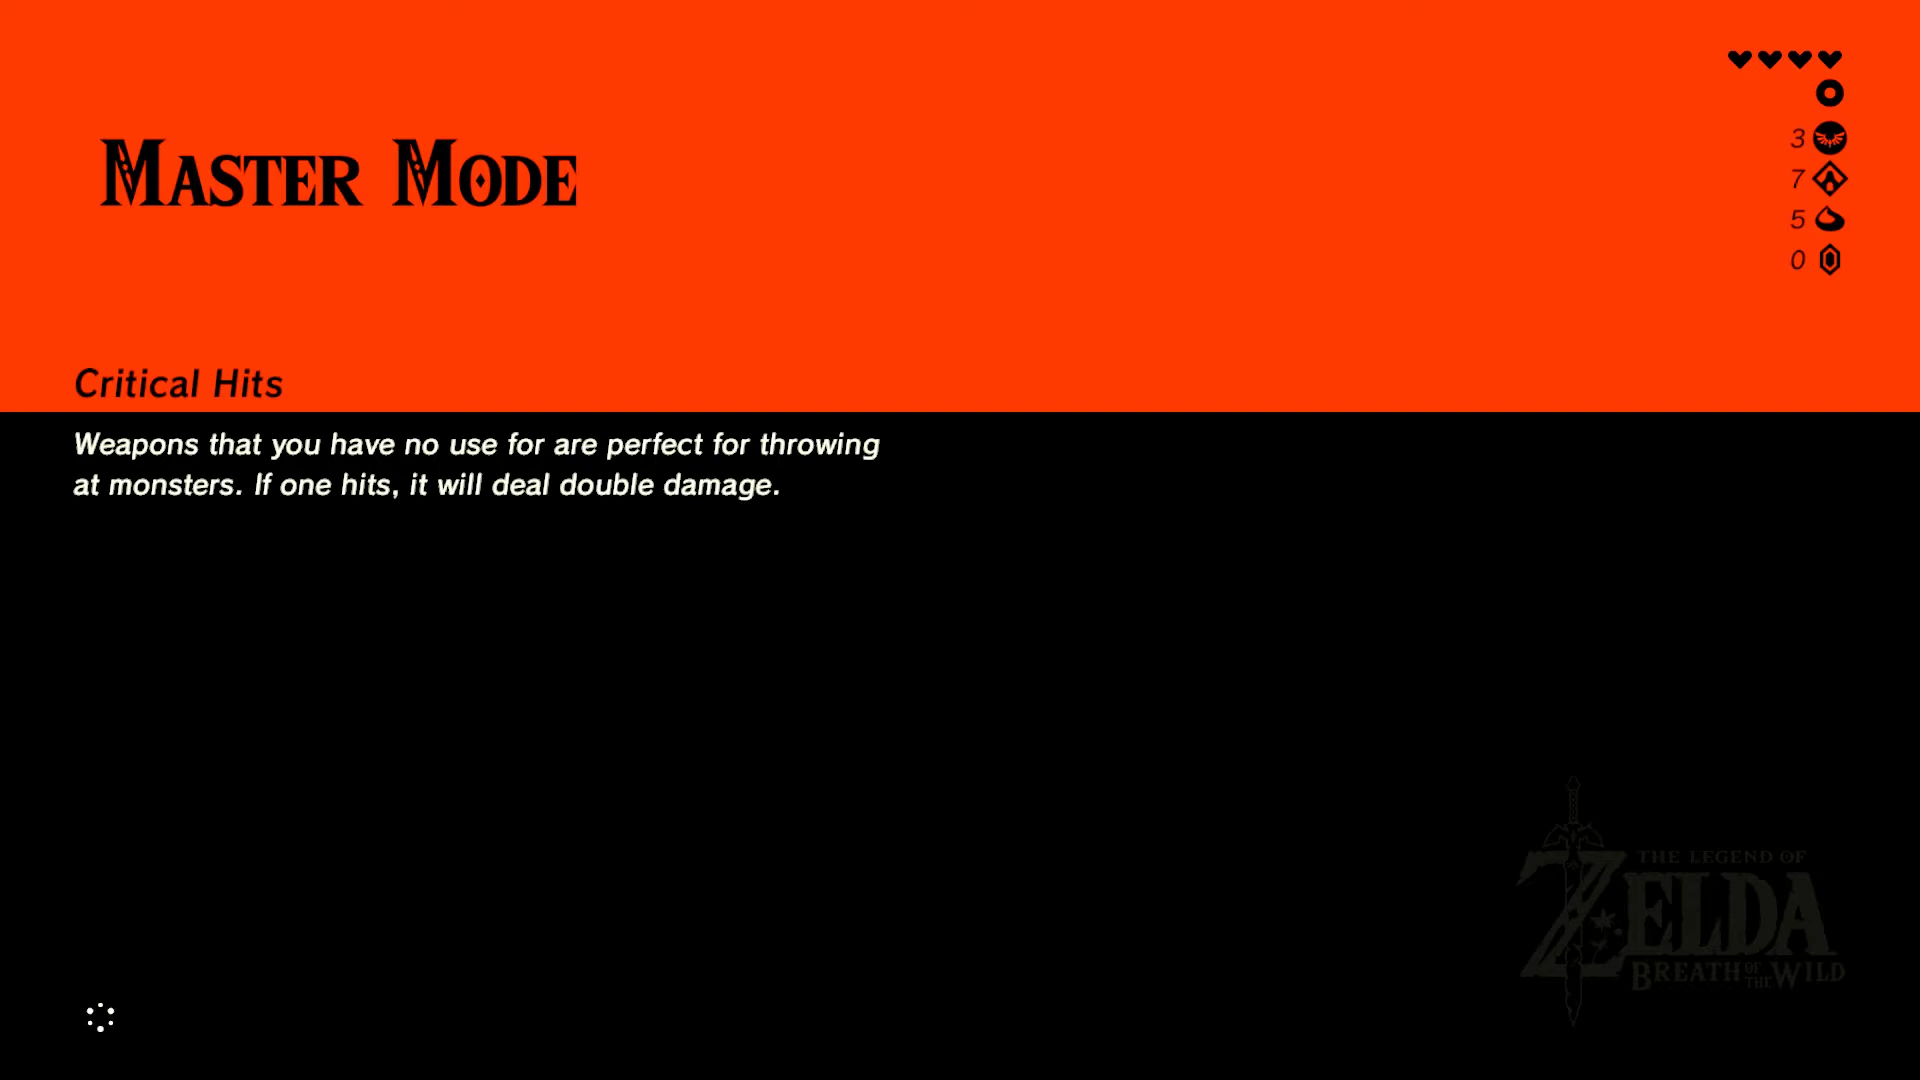 Master Mode
3
7
5
0
Critical Hits
Weapons that you have no use for are perfect for throwing
at monsters. If one hits, it will deal double damage.
THE LEGEND OF
ZELDA
BREATH OF THE WILD